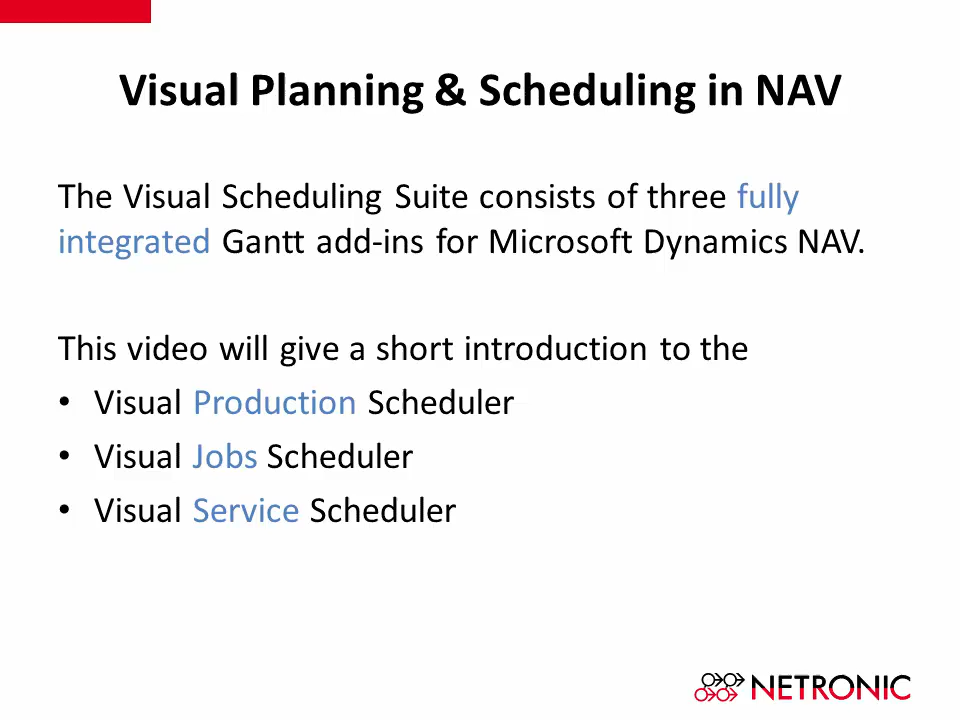 Visual Planning & Scheduling in NAV
The Visual Scheduling Suite consists of three fully
integrated Gantt add-ins for Microsoft Dynamics NAV.
This video will give a short introduction to the
• Visual Production Scheduler
• Visual Jobs Scheduler
• Visual Service Scheduler
NETRONIC